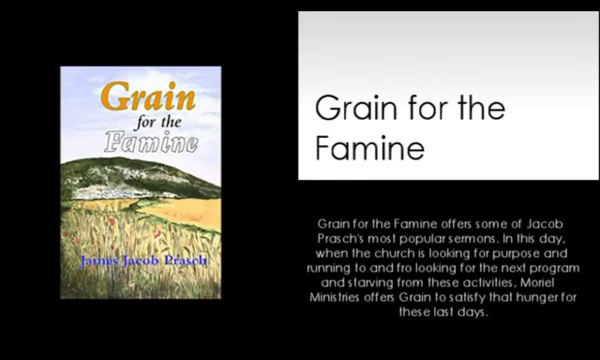 Grain
for the
Famine
James Jacob Prasch
Grain for the
Famine
Grain for the Famine offers some of Jacob
Prasch's most popular sermons. In this day,
when the church is looking for purpose and
running to and fro looking for the next program
and starving from these activities, Moriel
Ministries offers Grain to satisfy that hunger for
these last days.